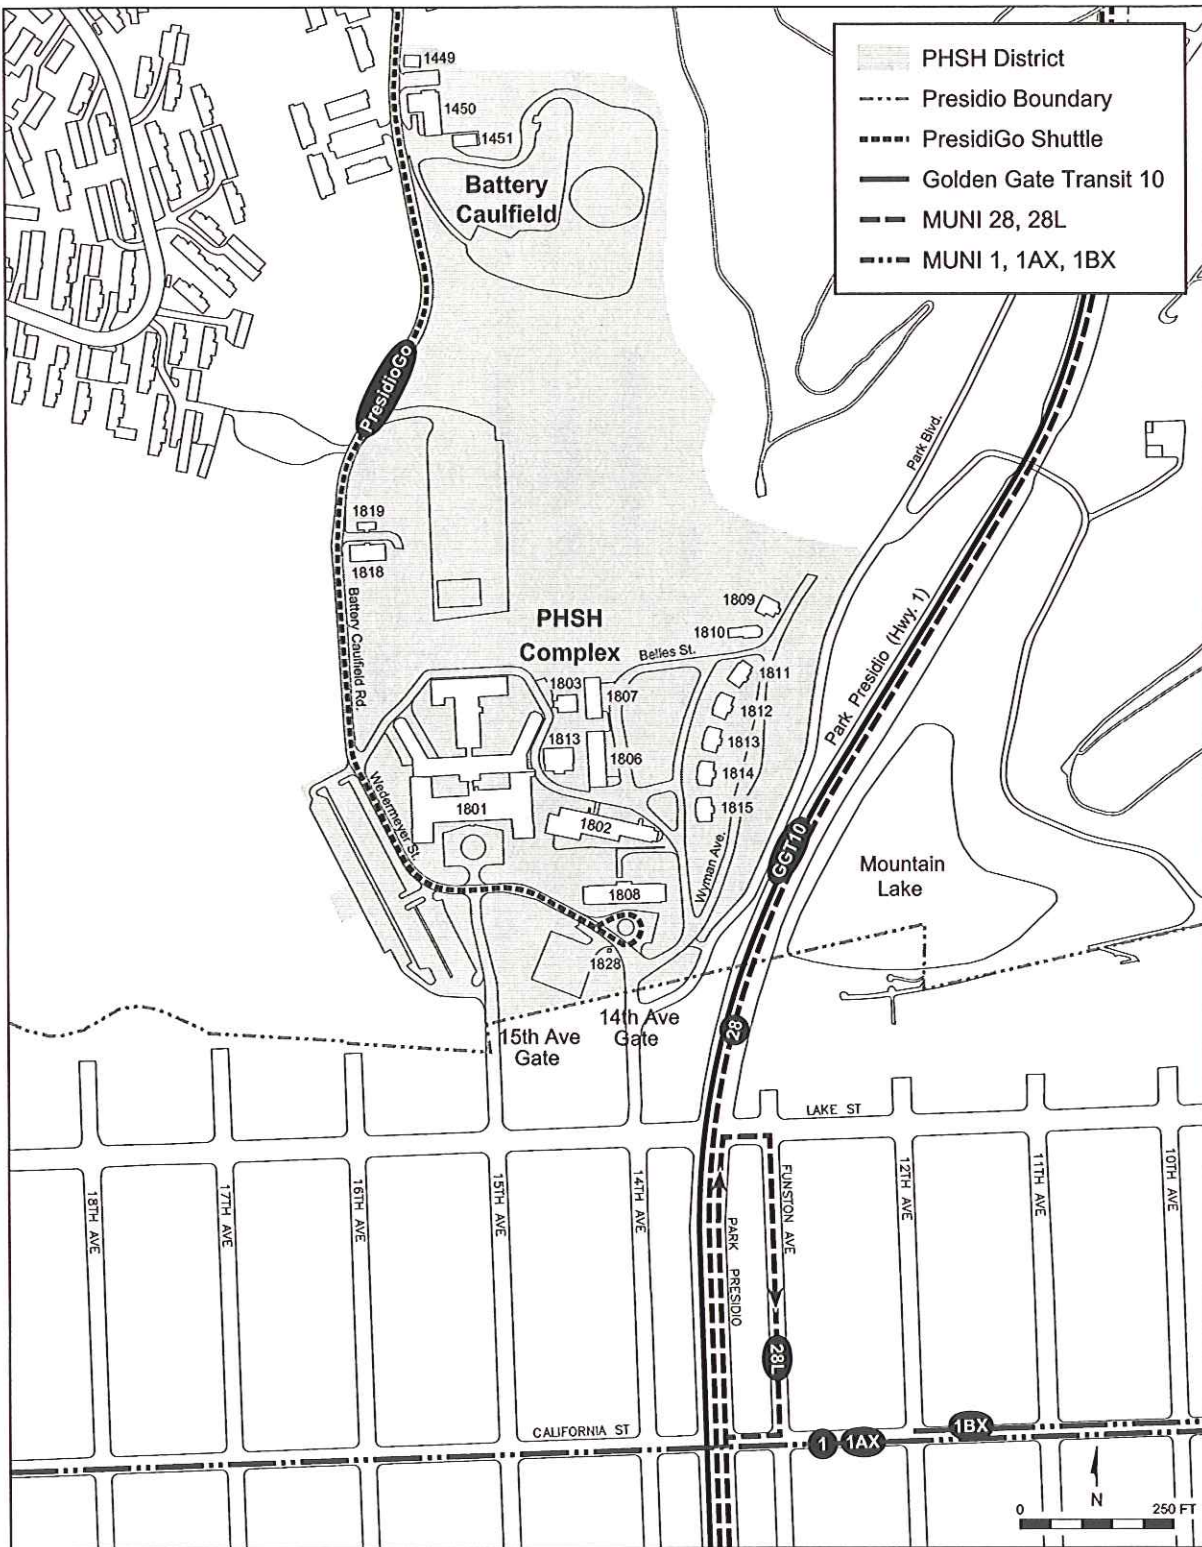 PHSH District
Presidio Boundary
PresidiGo Shuttle
Golden Gate Transit 10
MUNI 28, 28L
MUNI 1, 1AX, 1BX
1449
1450
1451
Battery
Caulfield
PresidioGo
Park Blvd.
1819
1818
Battery Caulfield Rd.
PHSH
Complex
1809
1810
Belles St.
1811
1803
1807
1812
Park Presidio (Hwy. 1)
1813
1813
1806
1814
1801
1815
Wedermeyer St.
1802
Wyman Ave.
GGT10
Mountain
Lake
1808
1828
28
15th Ave
Gate
14th Ave
Gate
LAKE ST
18TH AVE
17TH AVE
16TH AVE
15TH AVE
14TH AVE
PARK PRESIDIO
FUNSTON AVE
12TH AVE
11TH AVE
10TH AVE
28L
CALIFORNIA ST
1
1AX
1BX
N
0
250 FT